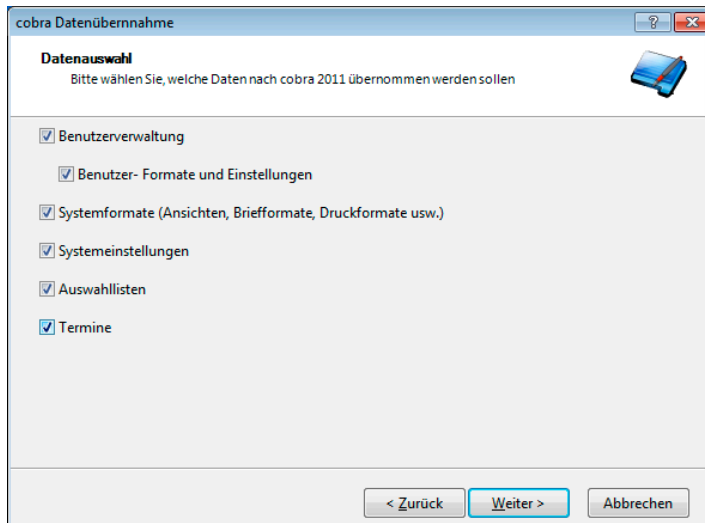 cobra Datenübernnahme
Datenauswahl
Bitte wählen Sie, welche Daten nach cobra 2011 übernommen werden sollen
Benutzerverwaltung
Benutzer- Formate und Einstellungen
Systemformate (Ansichten, Briefformate, Druckformate usw.)
Systemeinstellungen
Auswahllisten
Termine
< Zurück Weiter > Abbrechen